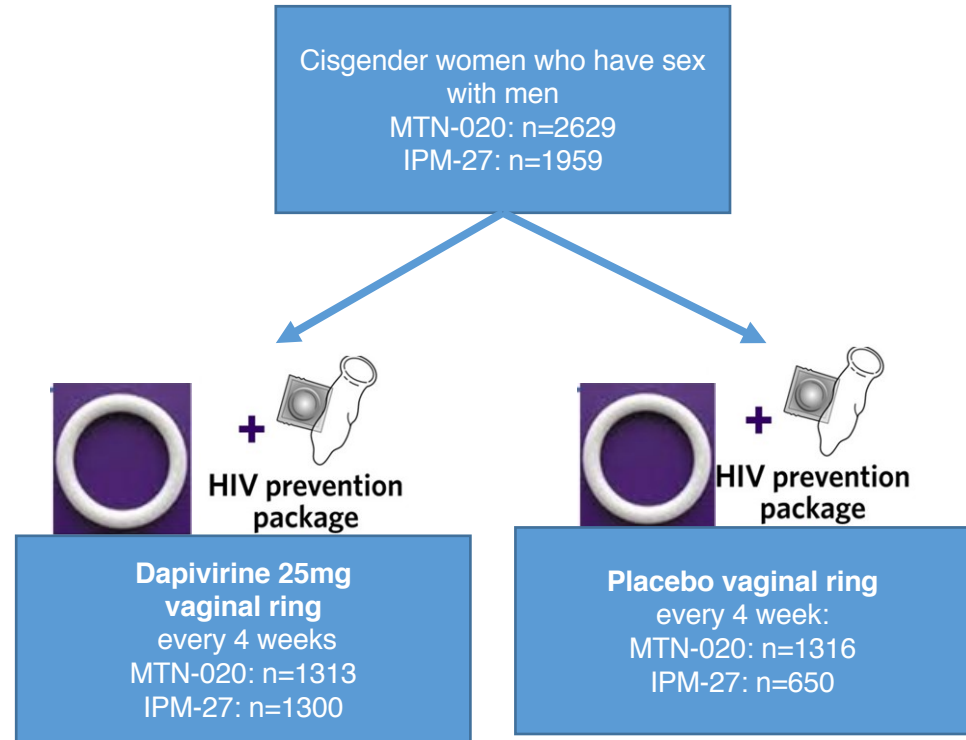 Cisgender women who have sex
with men
MTN-020: n=2629
IPM-27: n=1959
+
HIV prevention
package
+
HIV prevention
package
Dapivirine 25mg
vaginal ring
every 4 weeks
MTN-020: n=1313
IPM-27: n=1300
Placebo vaginal ring
every 4 week:
MTN-020: n=1316
IPM-27: n=650